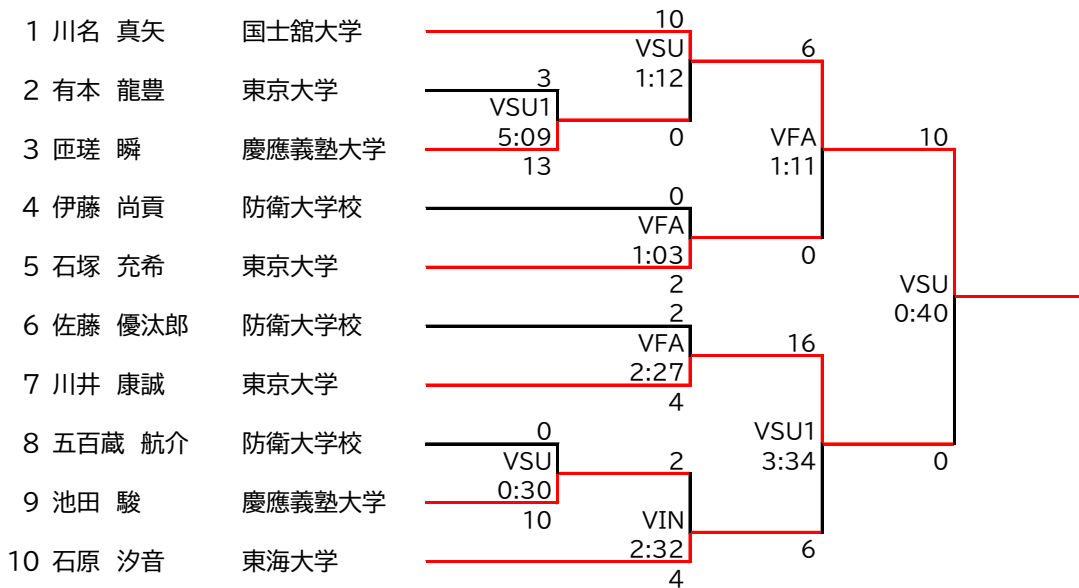 10
1 川名 真矢 国士舘大学
VSU
6
1:12
3
2 有本 龍豊 東京大学
VSU1
5:09
0
VFA
10
3 匝瑳 瞬 慶應義塾大学
13
1:11
0
4 伊藤 尚貢 防衛大学校
VFA
1:03
0
5 石塚 充希 東京大学
2
VSU
0:40
2
6 佐藤 優汰郎 防衛大学校
VFA
16
2:27
7 川井 康誠 東京大学
4
0
VSU1
8 五百蔵 航介 防衛大学校
VSU
2
3:34
0
0:30
9 池田 駿 慶應義塾大学
10
VIN
2:32
6
10 石原 汐音 東海大学
4